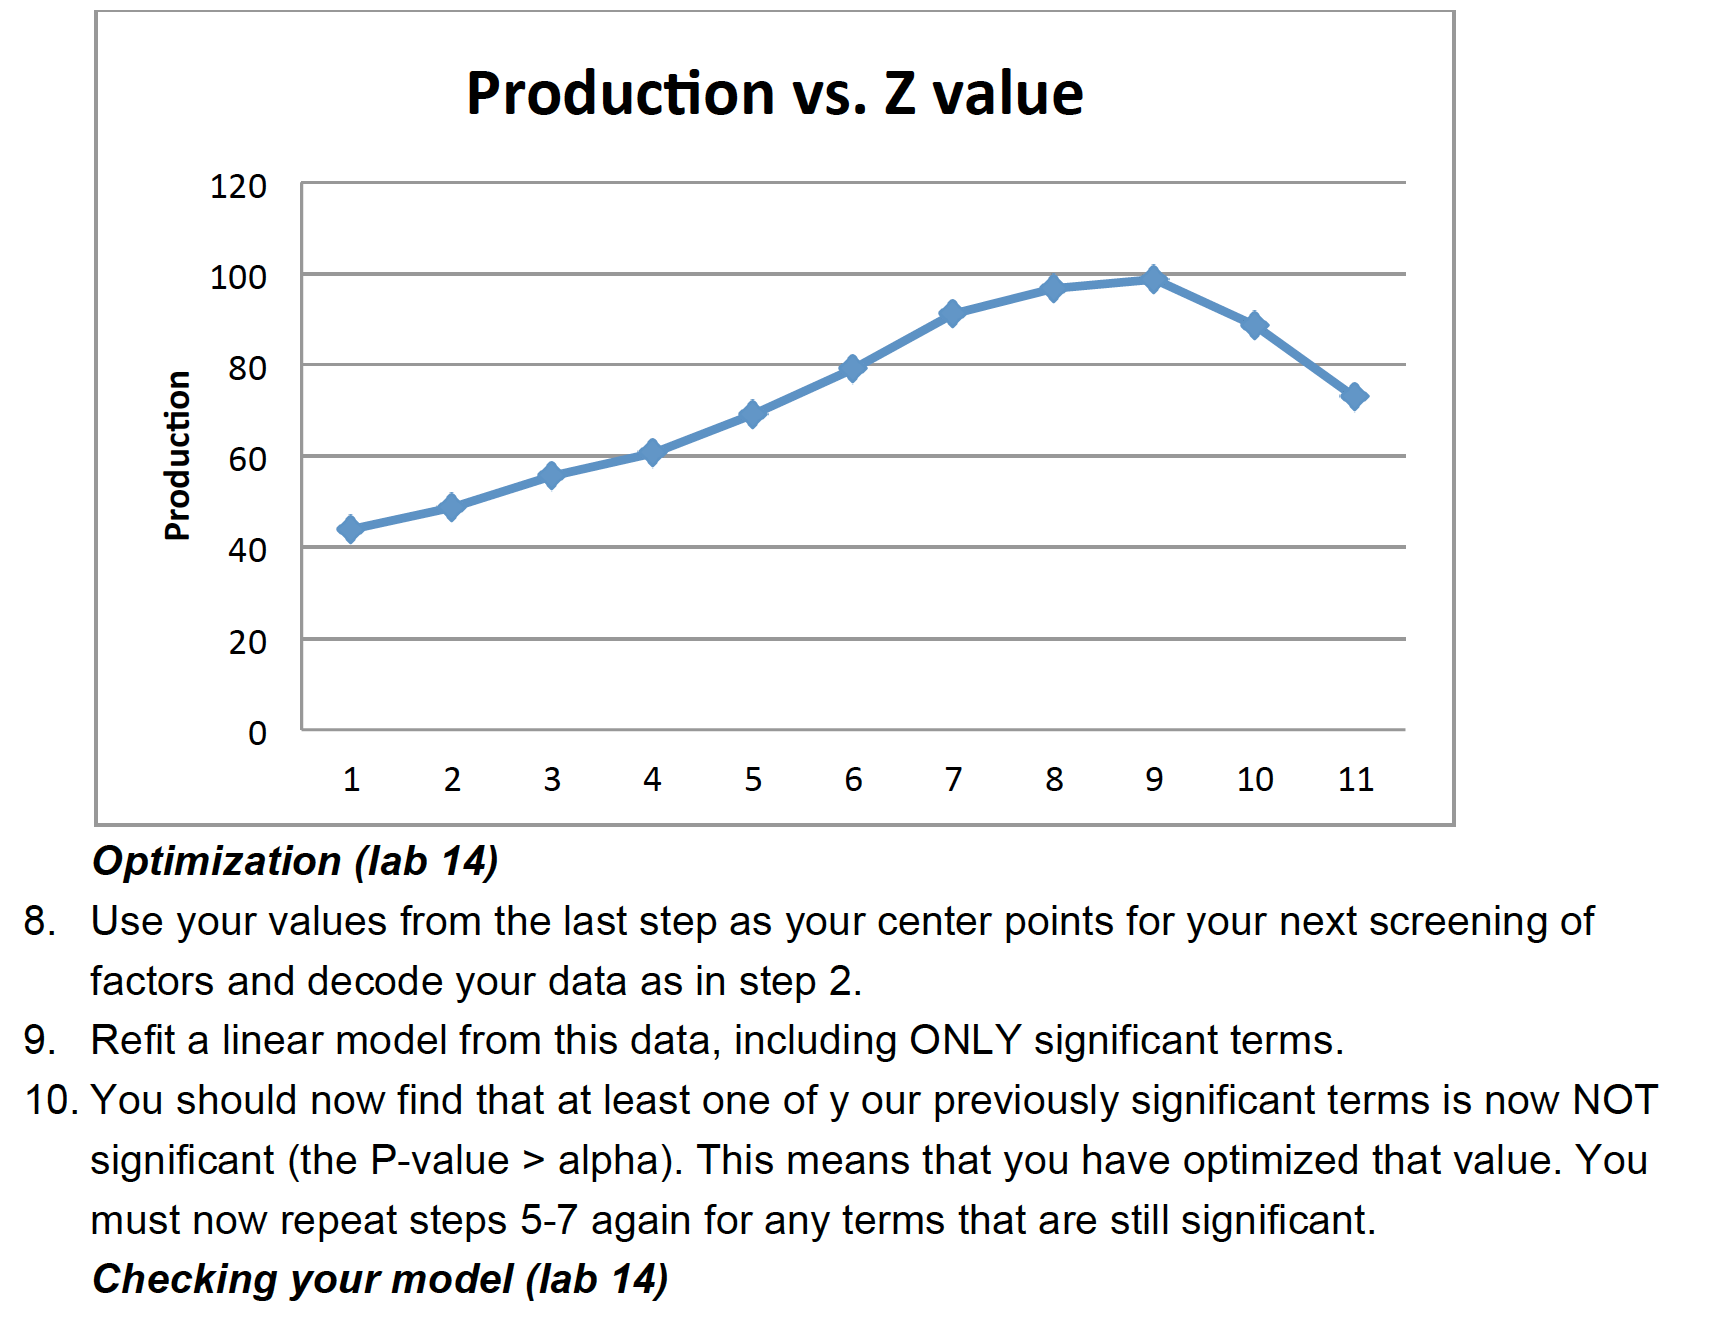 Production vs. Z value
120
100
80
60
40
20
0
Production
1 2 3 4 5 6 7 8 9 10 11
Optimization (lab 14)
8. Use your values from the last step as your center points for your next screening of
factors and decode your data as in step 2.
9. Refit a linear model from this data, including ONLY significant terms.
10. You should now find that at least one of y our previously significant terms is now NOT
significant (the P-value > alpha). This means that you have optimized that value. You
must now repeat steps 5-7 again for any terms that are still significant.
Checking your model (lab 14)